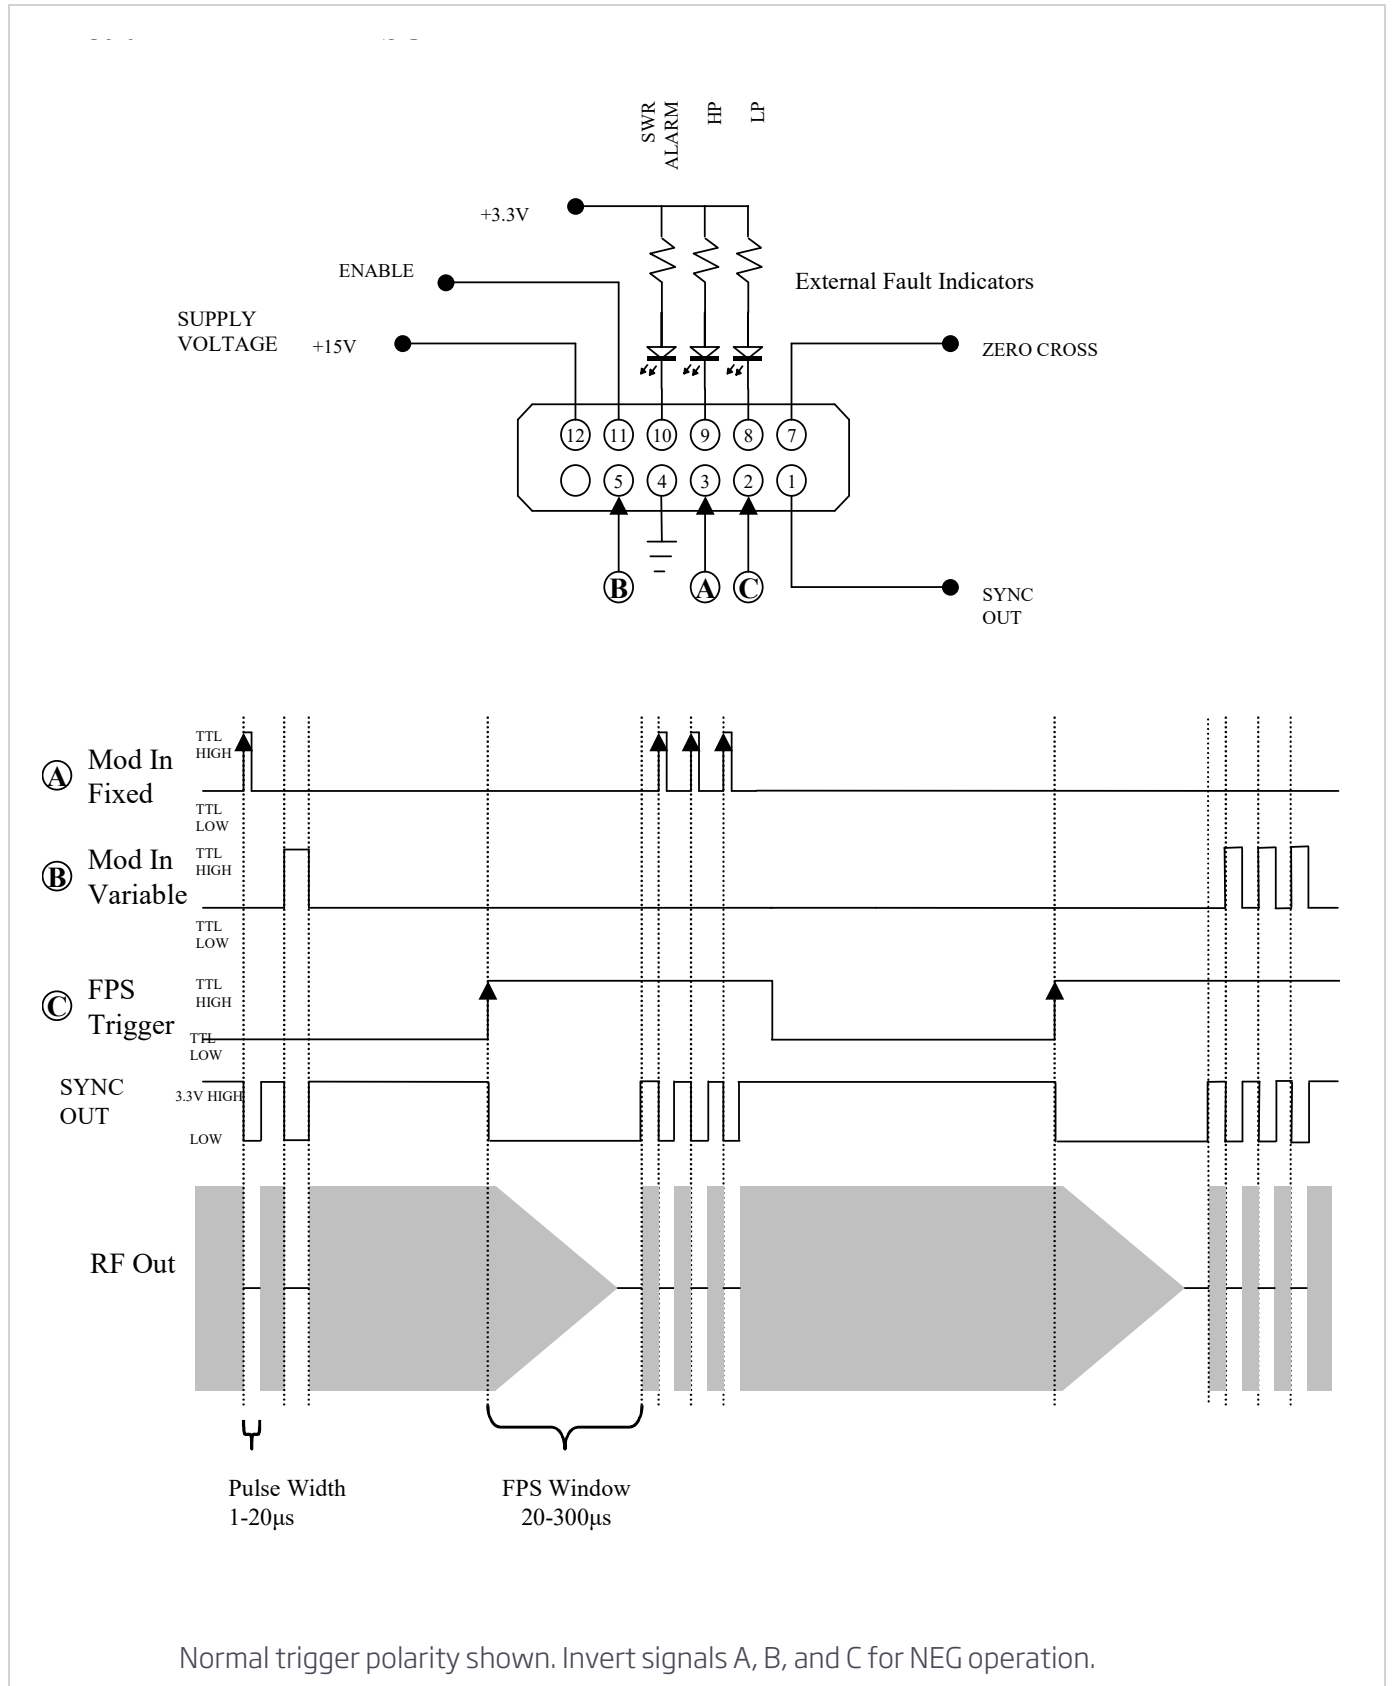 SWR
ALARM
HP
LP
+3.3V
ENABLE
External Fault Indicators
SUPPLY
VOLTAGE
+15V
ZERO CROSS
12 11 10 9 8 7
5 4 3 2 1
B A C
SYNC
OUT
A Mod In
Fixed
TTL
HIGH
TTL
LOW
B Mod In
Variable
TTL
HIGH
TTL
LOW
C FPS
Trigger
TTL
HIGH
TTL
LOW
SYNC
OUT
3.3V HIGH
LOW
RF Out
Pulse Width
1-20μs
FPS Window
20-300μs
Normal trigger polarity shown. Invert signals A, B, and C for NEG operation.